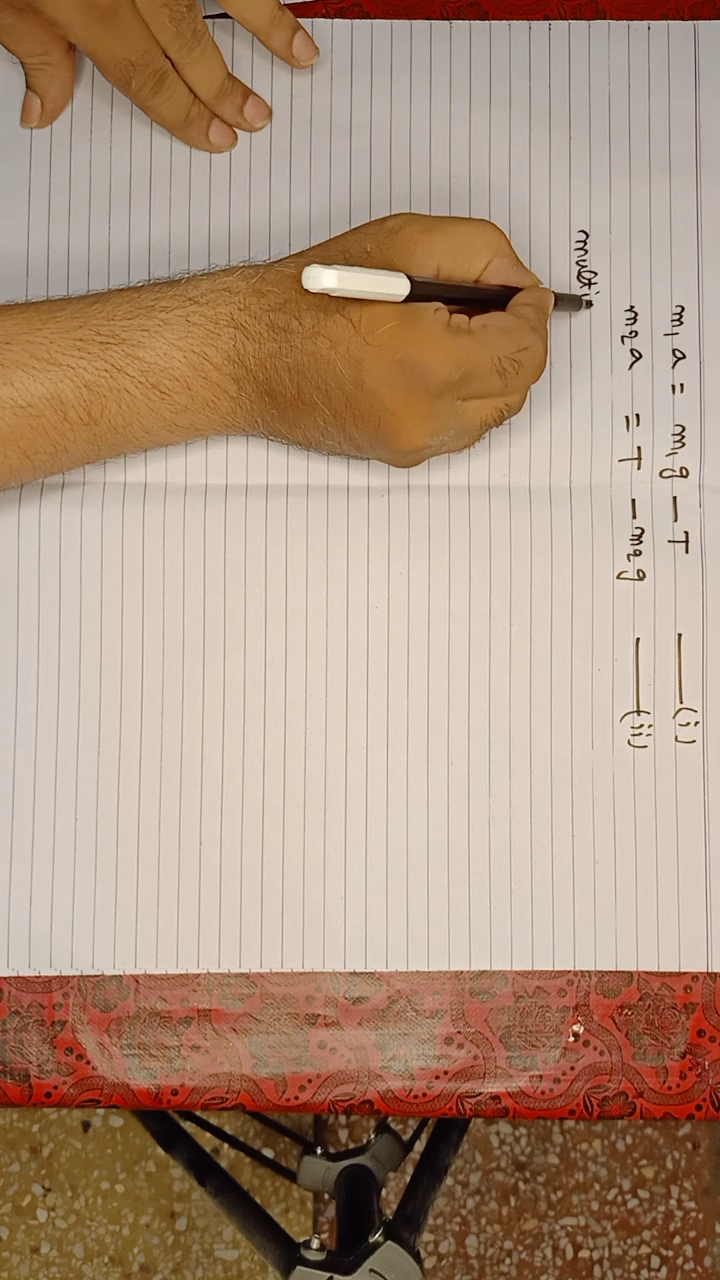 m₁a = m₁g — T ——(i)
m₂a = T — m₂g ——(ii)
multi